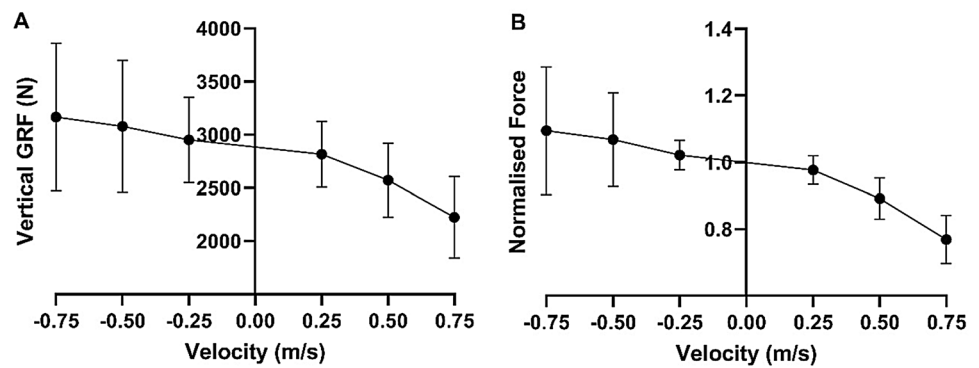 A
Vertical GRF (N)
4000
3500
3000
2500
2000
-0.75 -0.50 -0.25 0.00 0.25 0.50 0.75
Velocity (m/s)
B
Normalised Force
1.4
1.2
1.0
0.8
-0.75 -0.50 -0.25 0.00 0.25 0.50 0.75
Velocity (m/s)